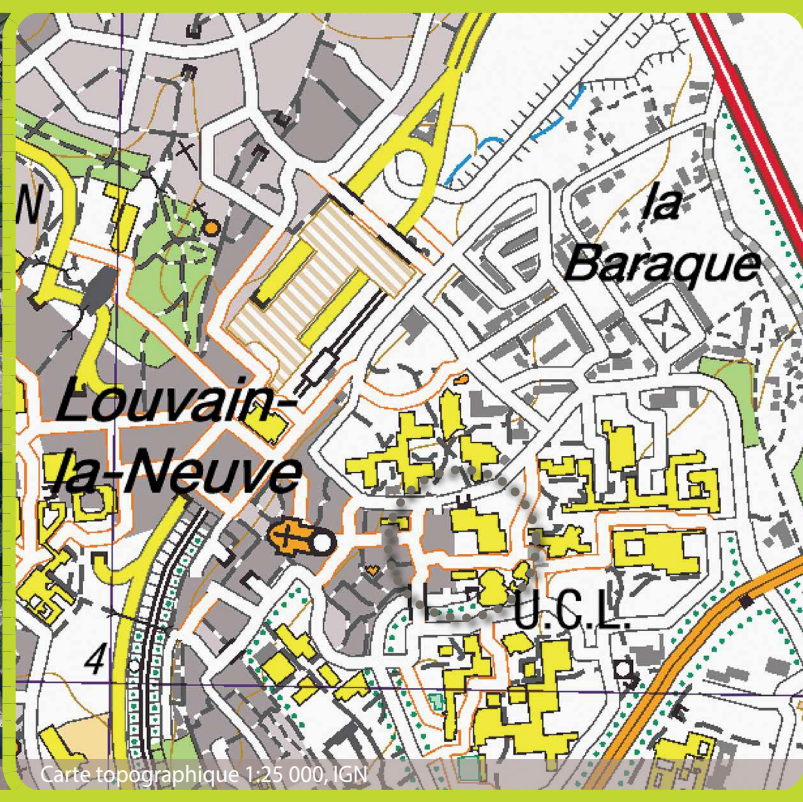 N
la
Baraque
Louvain-
la-Neuve
U.C.L.
4
Carte topographique 1:25 000, IGN